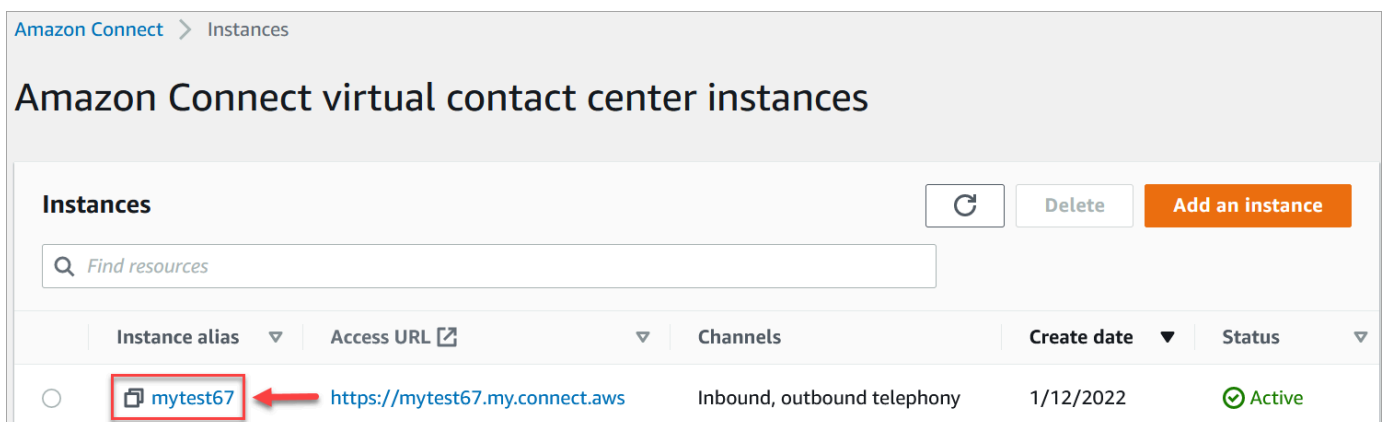 Amazon Connect > Instances
Amazon Connect virtual contact center instances
Instances
Delete
Add an instance
Find resources
Instance alias Access URL Channels Create date Status
mytest67 https://mytest67.my.connect.aws Inbound, outbound telephony 1/12/2022 Active